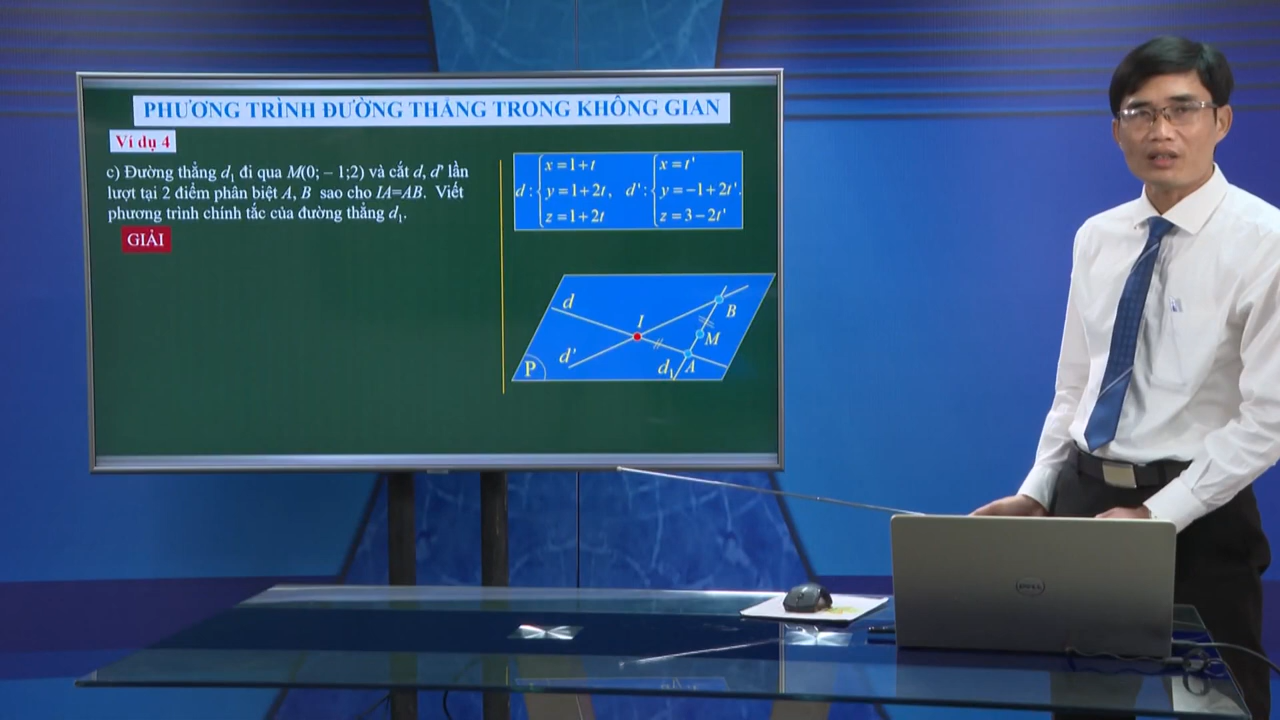 PHƯƠNG TRÌNH ĐƯỜNG THẲNG TRONG KHÔNG GIAN
Ví dụ 4
c) Đường thẳng d₁ đi qua M(0; – 1;2) và cắt d, d' lần
lượt tại 2 điểm phân biệt A, B sao cho IA=AB. Viết
phương trình chính tắc của đường thẳng d₁.
GIẢI
d : { x = 1 + t
y = 1 + 2t ,
z = 1 + 2t
d' : { x = t'
y = −1 + 2t' .
z = 3 − 2t'
d
I
B
M
d'
P
d₁
A
DELL